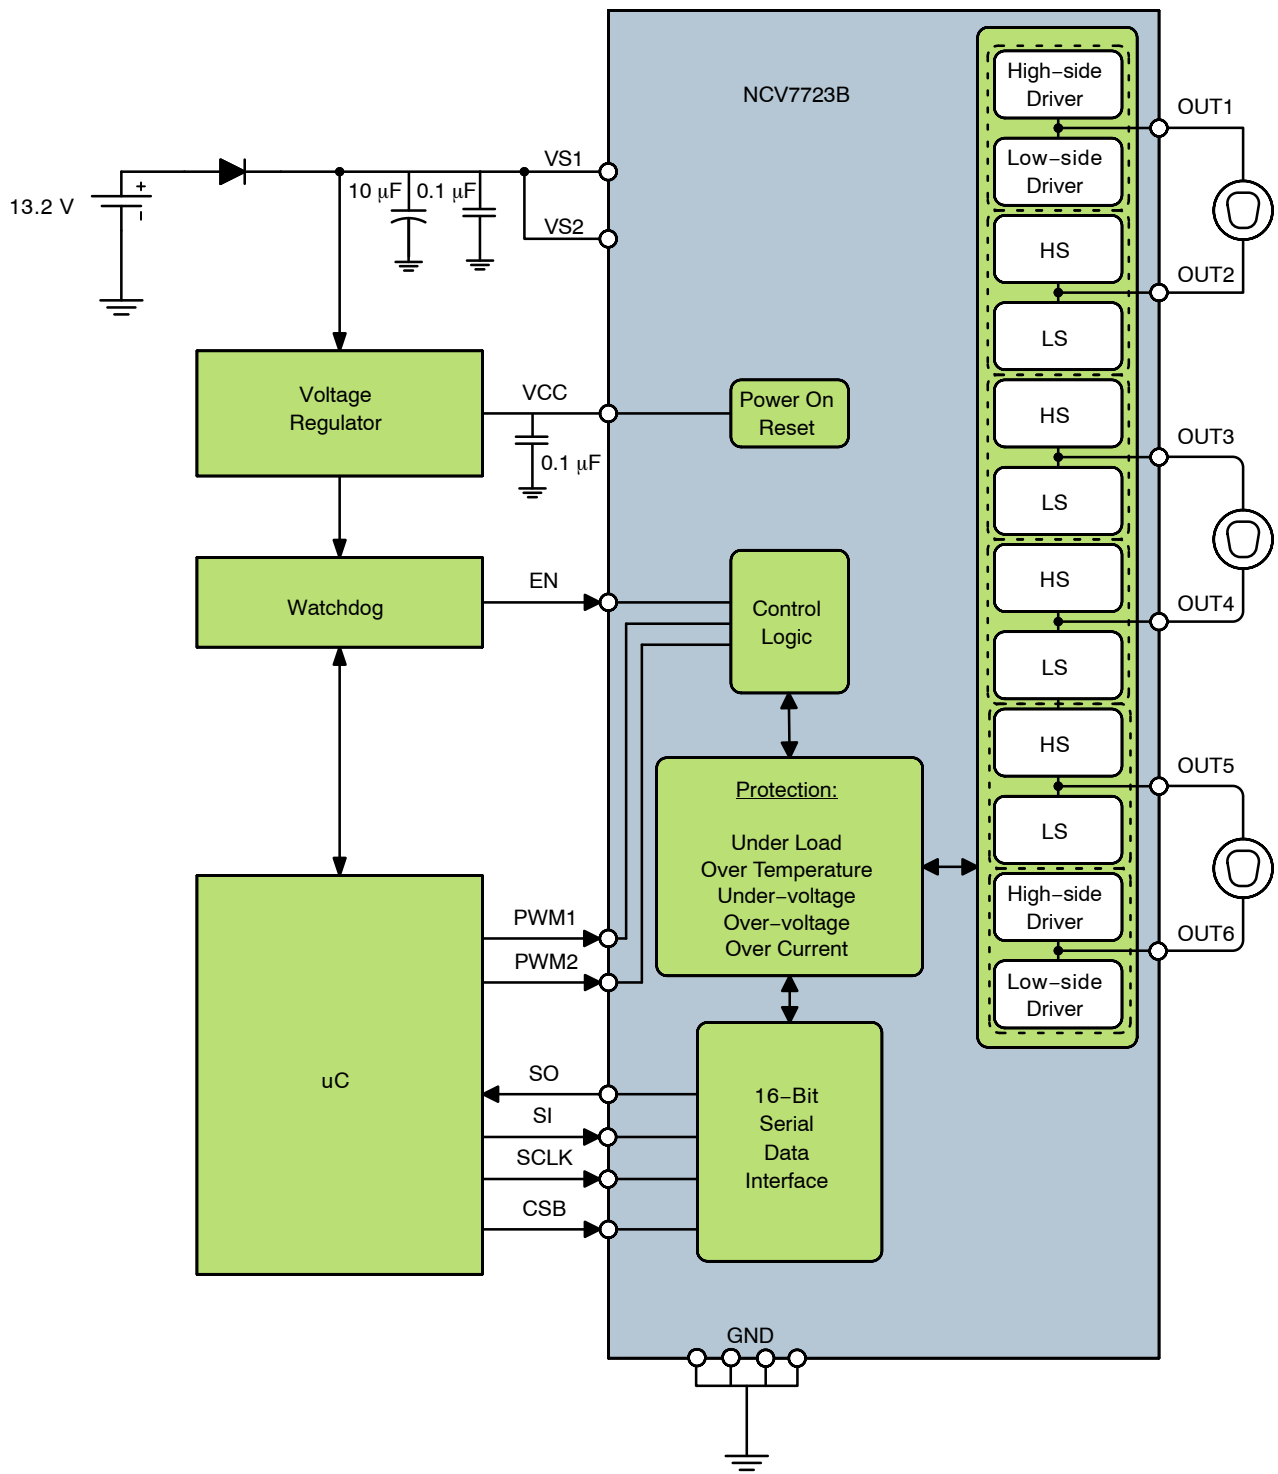 NCV7723B
High−side
Driver
OUT1
Low−side
Driver
VS1
10 μF
0.1 μF
+
13.2 V
VS2
HS
OUT2
LS
Voltage
Regulator
VCC
0.1 μF
Power On
Reset
HS
OUT3
LS
Watchdog
EN
Control
Logic
HS
OUT4
LS
HS
OUT5
LS
Protection:
Under Load
Over Temperature
Under−voltage
Over−voltage
Over Current
High−side
Driver
OUT6
Low−side
Driver
PWM1
PWM2
uC
SO
SI
SCLK
CSB
16−Bit
Serial
Data
Interface
GND